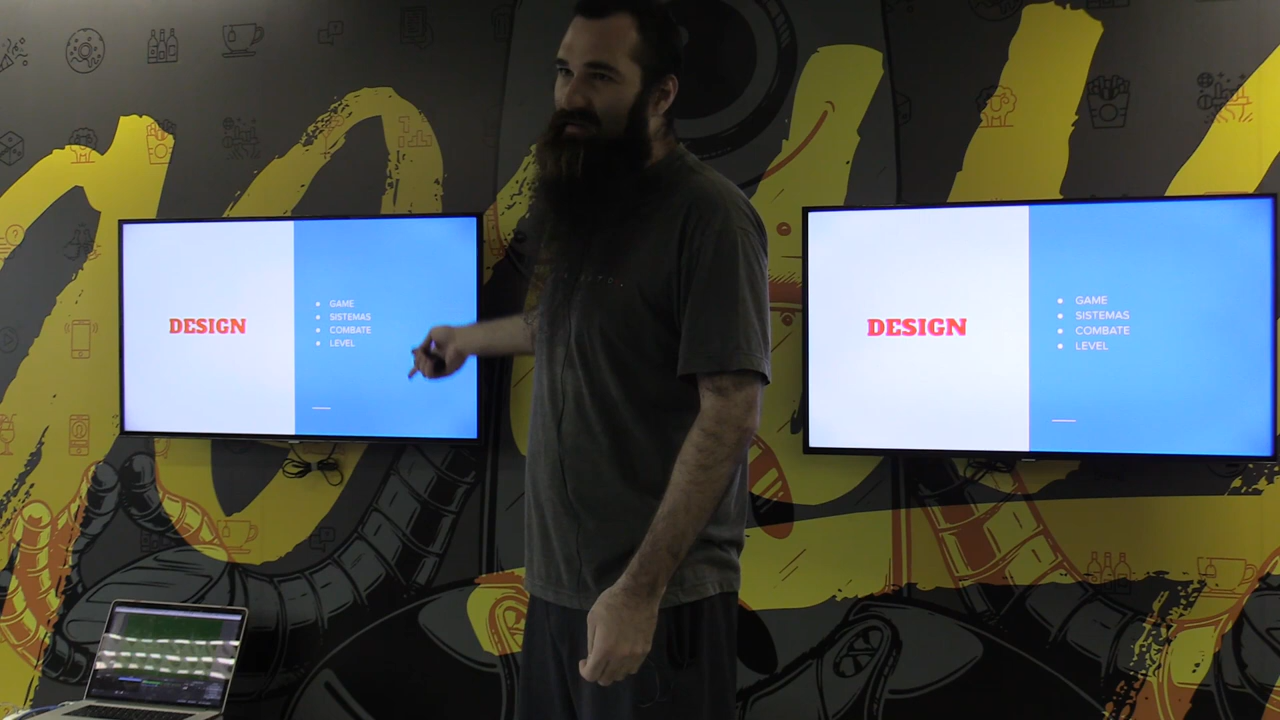 DESIGN
GAME
SISTEMAS
COMBATE
LEVEL
DESIGN
GAME
SISTEMAS
COMBATE
LEVEL